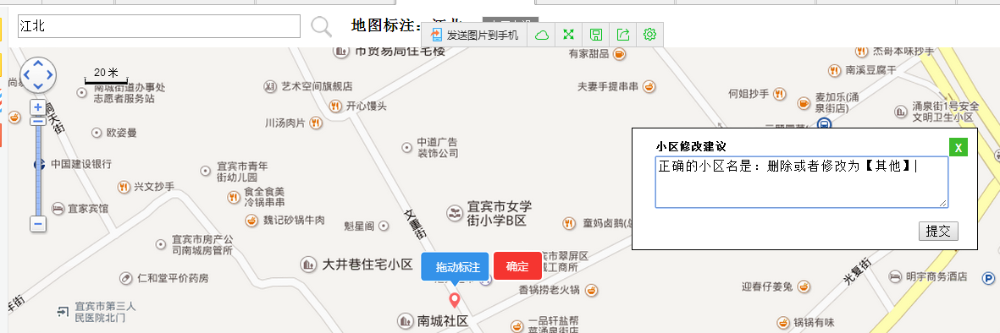 江北
地图标注：江北
发送图片到手机
20 米
南城街道办事处
志愿者服务站
市贸易局住宅楼
有家甜品
杰哥本味抄手
南溪豆腐干
艺术空间旗舰店
夫妻手提串串
何姐抄手
麦加乐(涌
泉街店)
涌泉街1号安全
文明卫生小区
开心馒头
川汤肉片
欧姿曼
中道广告
装饰公司
中国建设银行
宜宾市青年
街幼儿园
兴文抄手
食全食美
冷锅串串
宜家宾馆
魏记砂锅牛肉
魁星阁
文重街
宜宾市女学
街小学B区
童妈卤鹅(总
小区修改建议
X
正确的小区名是：删除或者修改为【其他】
提交
宜宾市房产公
司南城房管所
大井巷住宅小区
拖动标注
确定
宾市翠屏区
城工商所
仁和堂平价药房
香锅捞老火锅
迎春仔姜兔
光复街
明宇商务酒店
P
宜宾市第三人
民医院北门
南城社区
一品轩盐帮
菜涌泉街店
锅锅有味